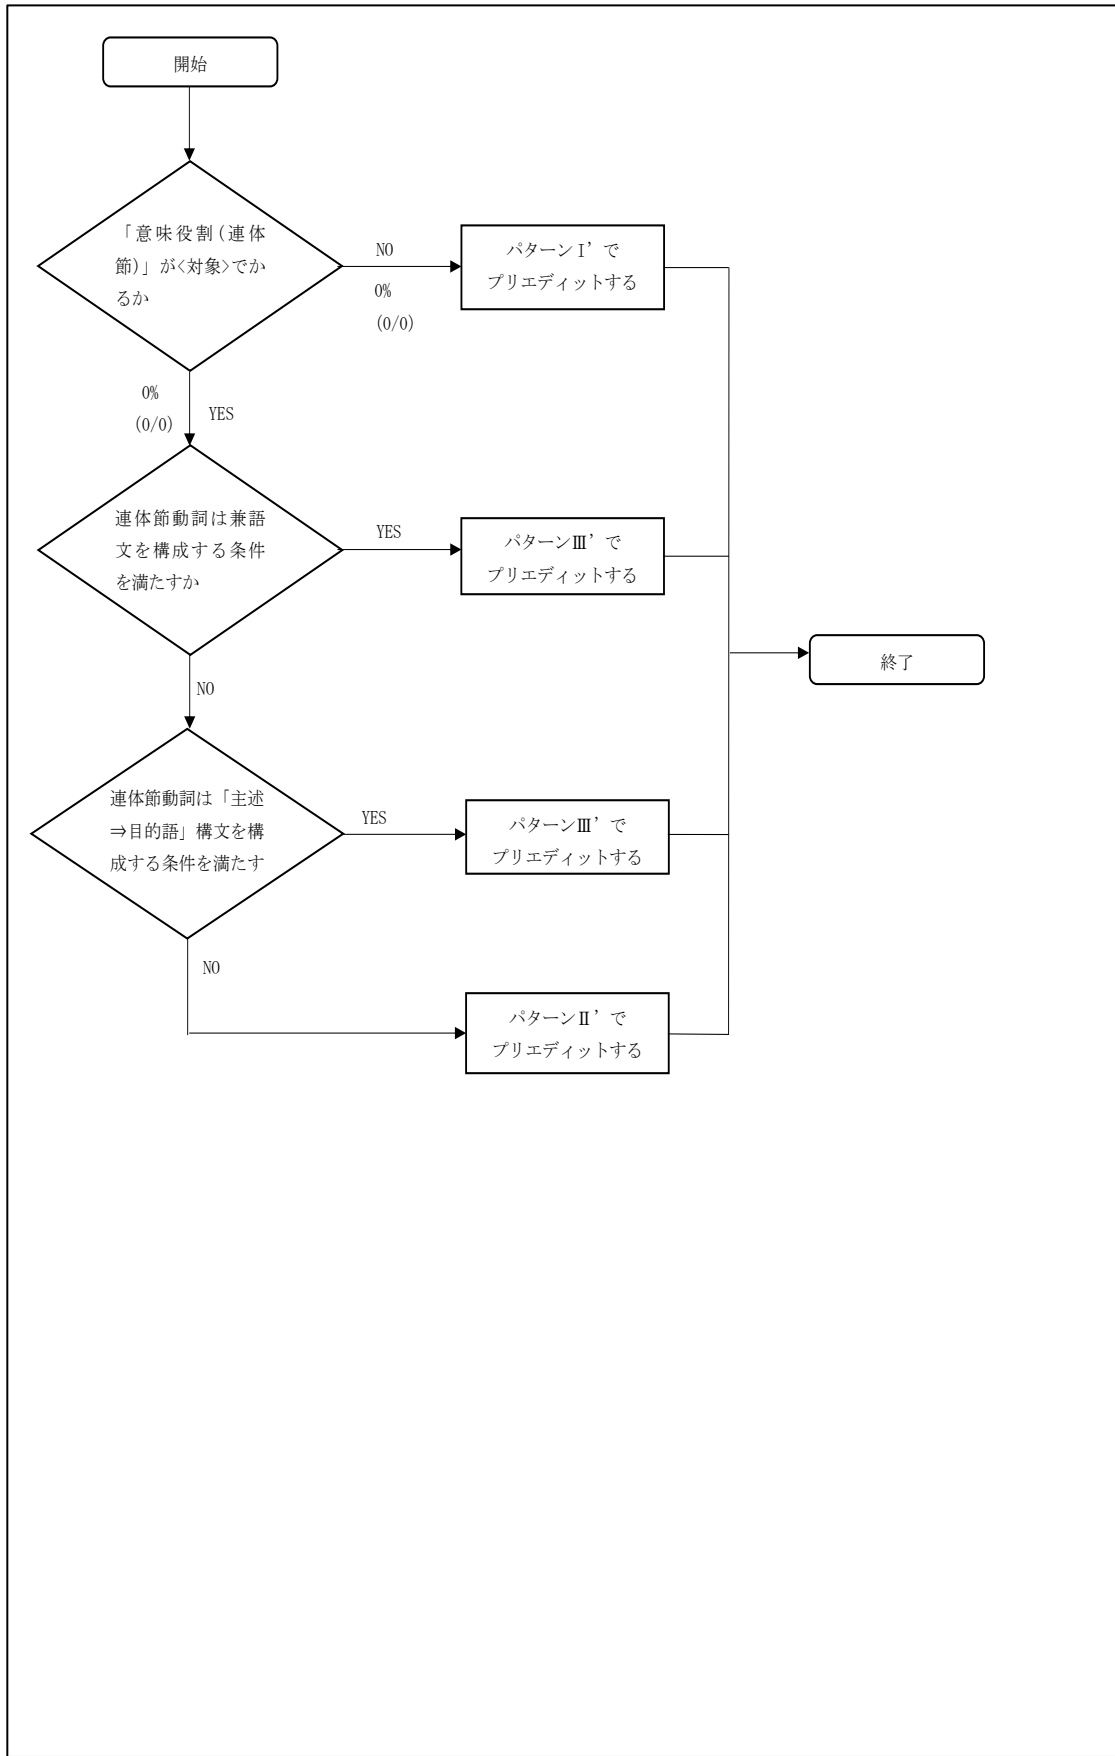 開始
「意味役割(連体
節)」が<対象>でか
るか
NO
0%
(0/0)
パターンⅠ’で
プリエディットする
0%
(0/0)
YES
連体節動詞は兼語
文を構成する条件
を満たすか
YES
パターンⅢ’で
プリエディットする
終了
NO
連体節動詞は「主述
⇒目的語」構文を構
成する条件を満たす
YES
パターンⅢ’で
プリエディットする
NO
パターンⅡ’で
プリエディットする